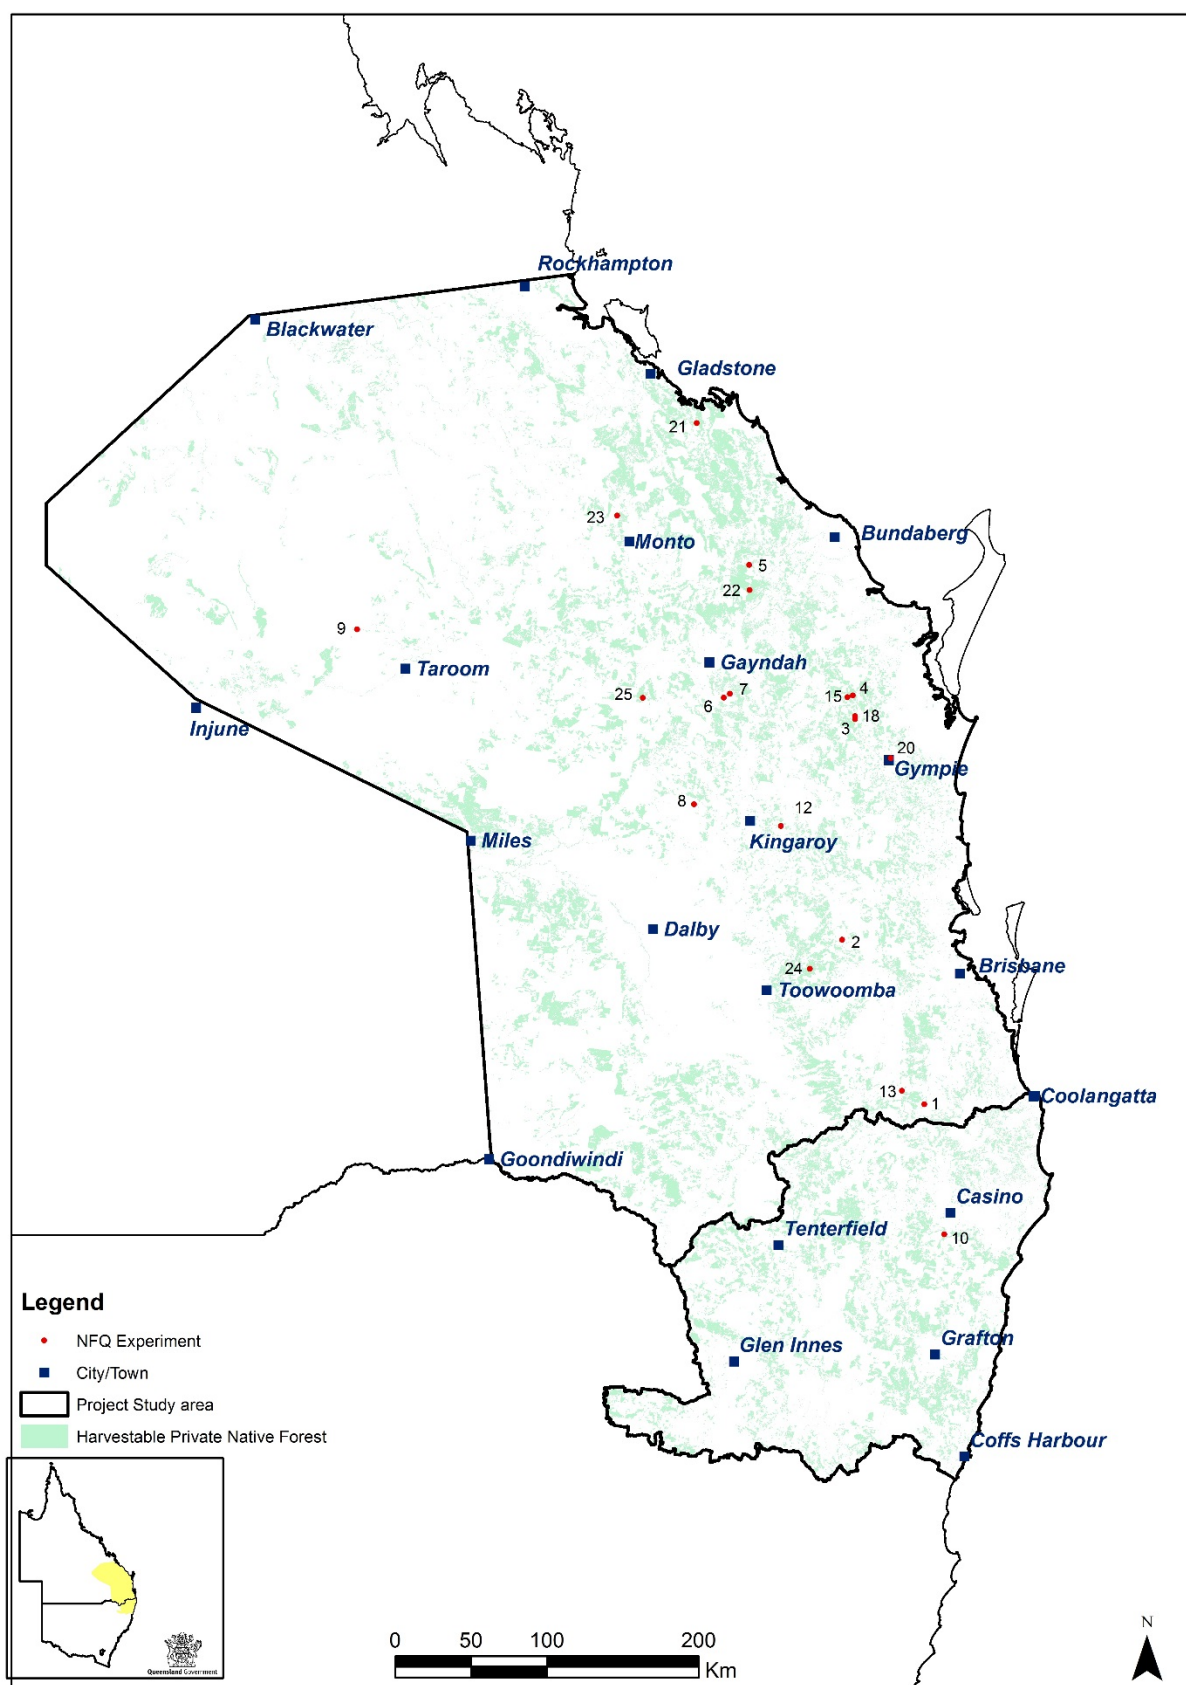 Rockhampton
Blackwater
Gladstone
21
23
Monto
Bundaberg
5
22
9
Taroom
Gayndah
25
7
6
15
4
18
3
Injune
20
Gympie
8
12
Miles
Kingaroy
Dalby
2
24
Brisbane
Toowoomba
13
1
Coolangatta
Goondiwindi
Casino
Tenterfield
10
Glen Innes
Grafton
Coffs Harbour
Legend
NFQ Experiment
City/Town
Project Study area
Harvestable Private Native Forest
Queensland Government
0 50 100 200
Km
N